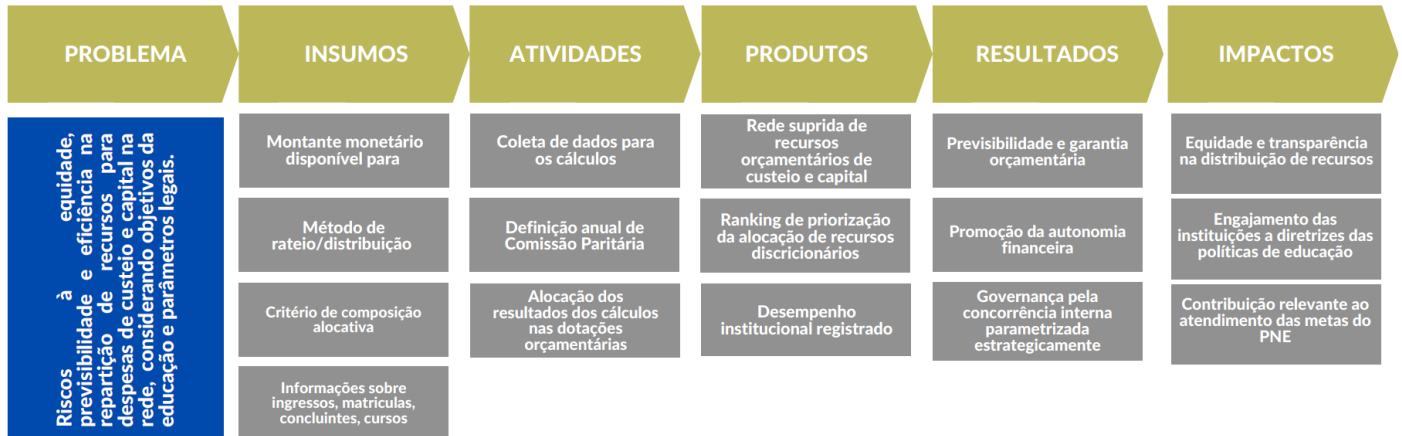 PROBLEMA
INSUMOS
ATIVIDADES
PRODUTOS
RESULTADOS
IMPACTOS
Riscos à equidade,
previsibilidade e eficiência na
repartição de recursos para
despesas de custeio e capital na
rede, considerando objetivos da
educação e parâmetros legais.
Montante monetário
disponível para
Método de
rateio/distribuição
Critério de composição
alocativa
Informações sobre
ingressos, matriculas,
concluintes, cursos
Coleta de dados para
os cálculos
Definição anual de
Comissão Paritária
Alocação dos
resultados dos cálculos
nas dotações
orçamentárias
Rede suprida de
recursos
orçamentários de
custeio e capital
Ranking de priorização
da alocação de recursos
discricionários
Desempenho
institucional registrado
Previsibilidade e garantia
orçamentária
Promoção da autonomia
financeira
Governança pela
concorrência interna
parametrizada
estrategicamente
Equidade e transparência
na distribuição de recursos
Engajamento das
instituições a diretrizes das
políticas de educação
Contribuição relevante ao
atendimento das metas do
PNE